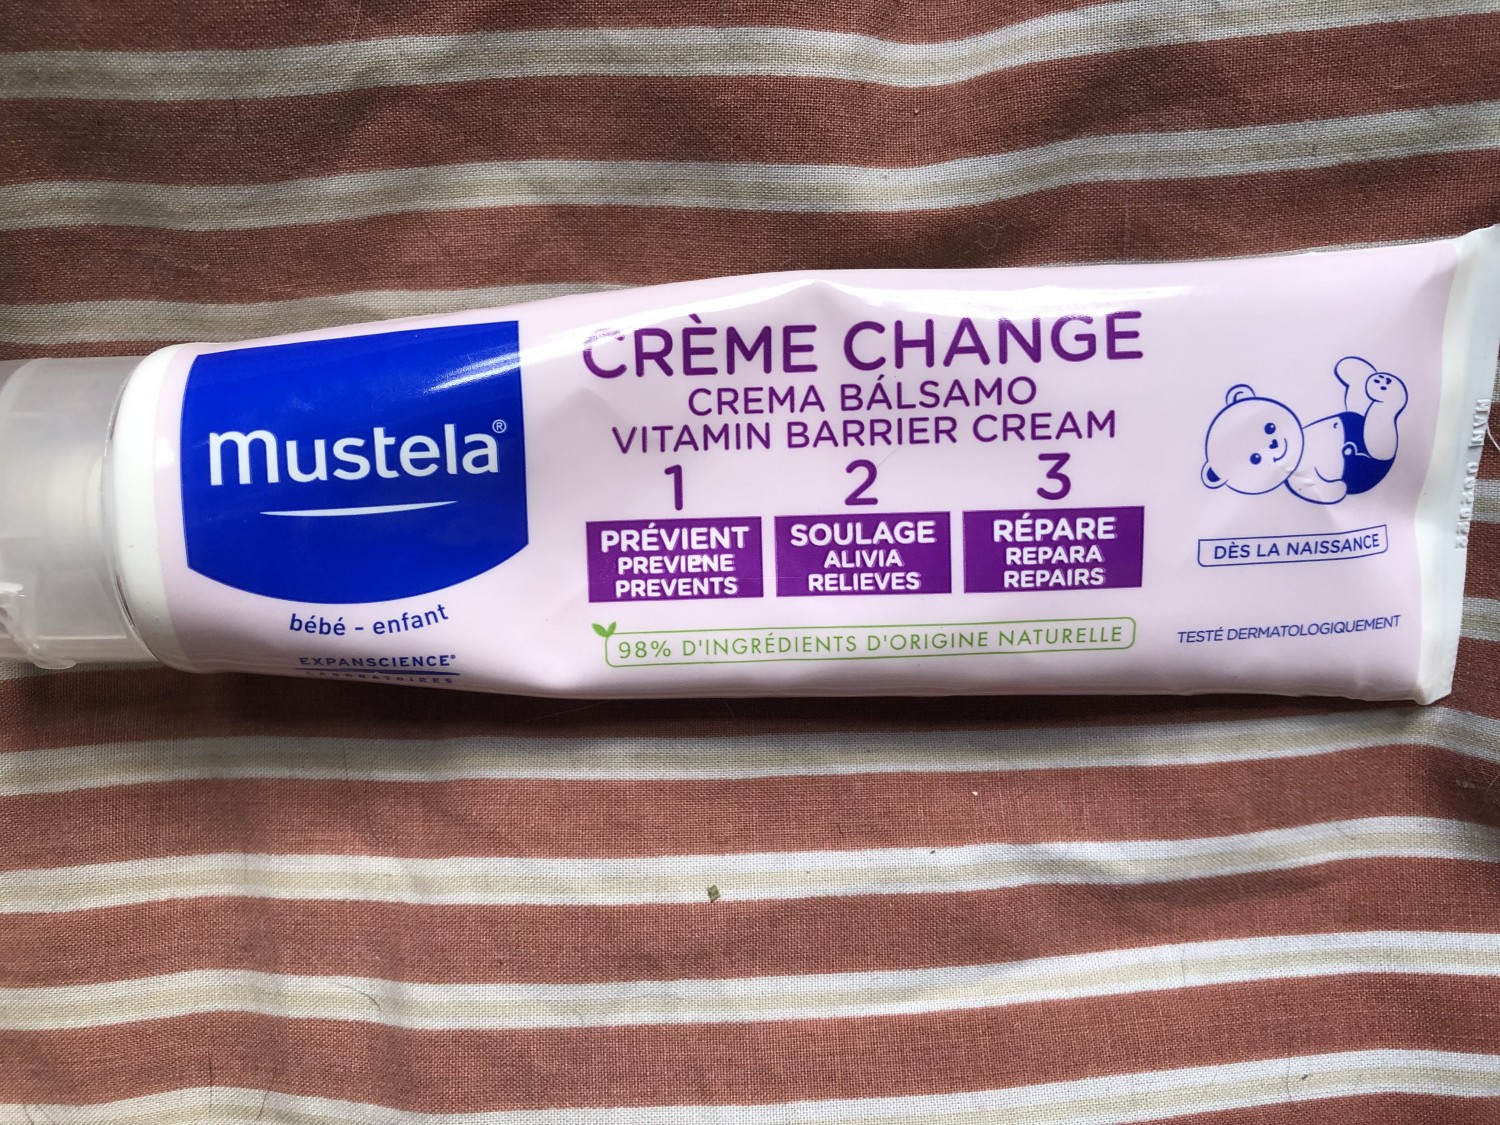 mustela®
bébé - enfant
EXPANSCIENCE®
LABORATOIRES
CRÈME CHANGE
CREMA BÁLSAMO
VITAMIN BARRIER CREAM
1
PRÉVIENT
PREVIENE
PREVENTS
2
SOULAGE
ALIVIA
RELIEVES
3
RÉPARE
REPARA
REPAIRS
98% D'INGRÉDIENTS D'ORIGINE NATURELLE
DÈS LA NAISSANCE
TESTÉ DERMATOLOGIQUEMENT